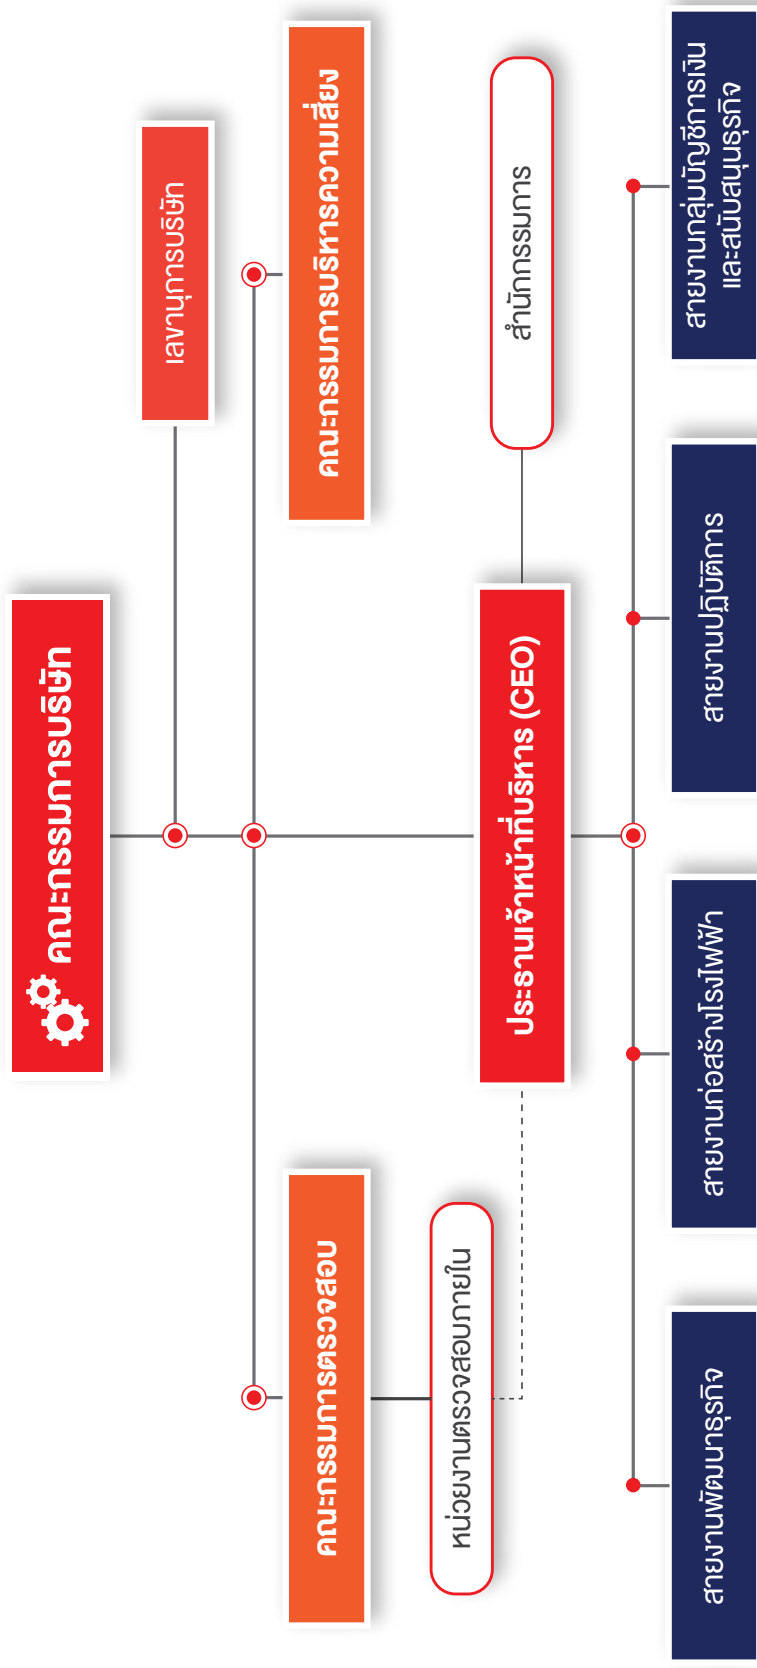 คณะกรรมการบริษัท
เลขานุการบริษัท
คณะกรรมการตรวจสอบ
คณะกรรมการบริหารความเสี่ยง
หน่วยงานตรวจสอบภายใน
ประธานเจ้าหน้าที่บริหาร (CEO)
สำนักกรรมการ
สายงานพัฒนาธุรกิจ
สายงานก่อสร้างโรงไฟฟ้า
สายงานปฏิบัติการ
สายงานกลุ่มบัญชีการเงิน
และสนับสนุนธุรกิจ